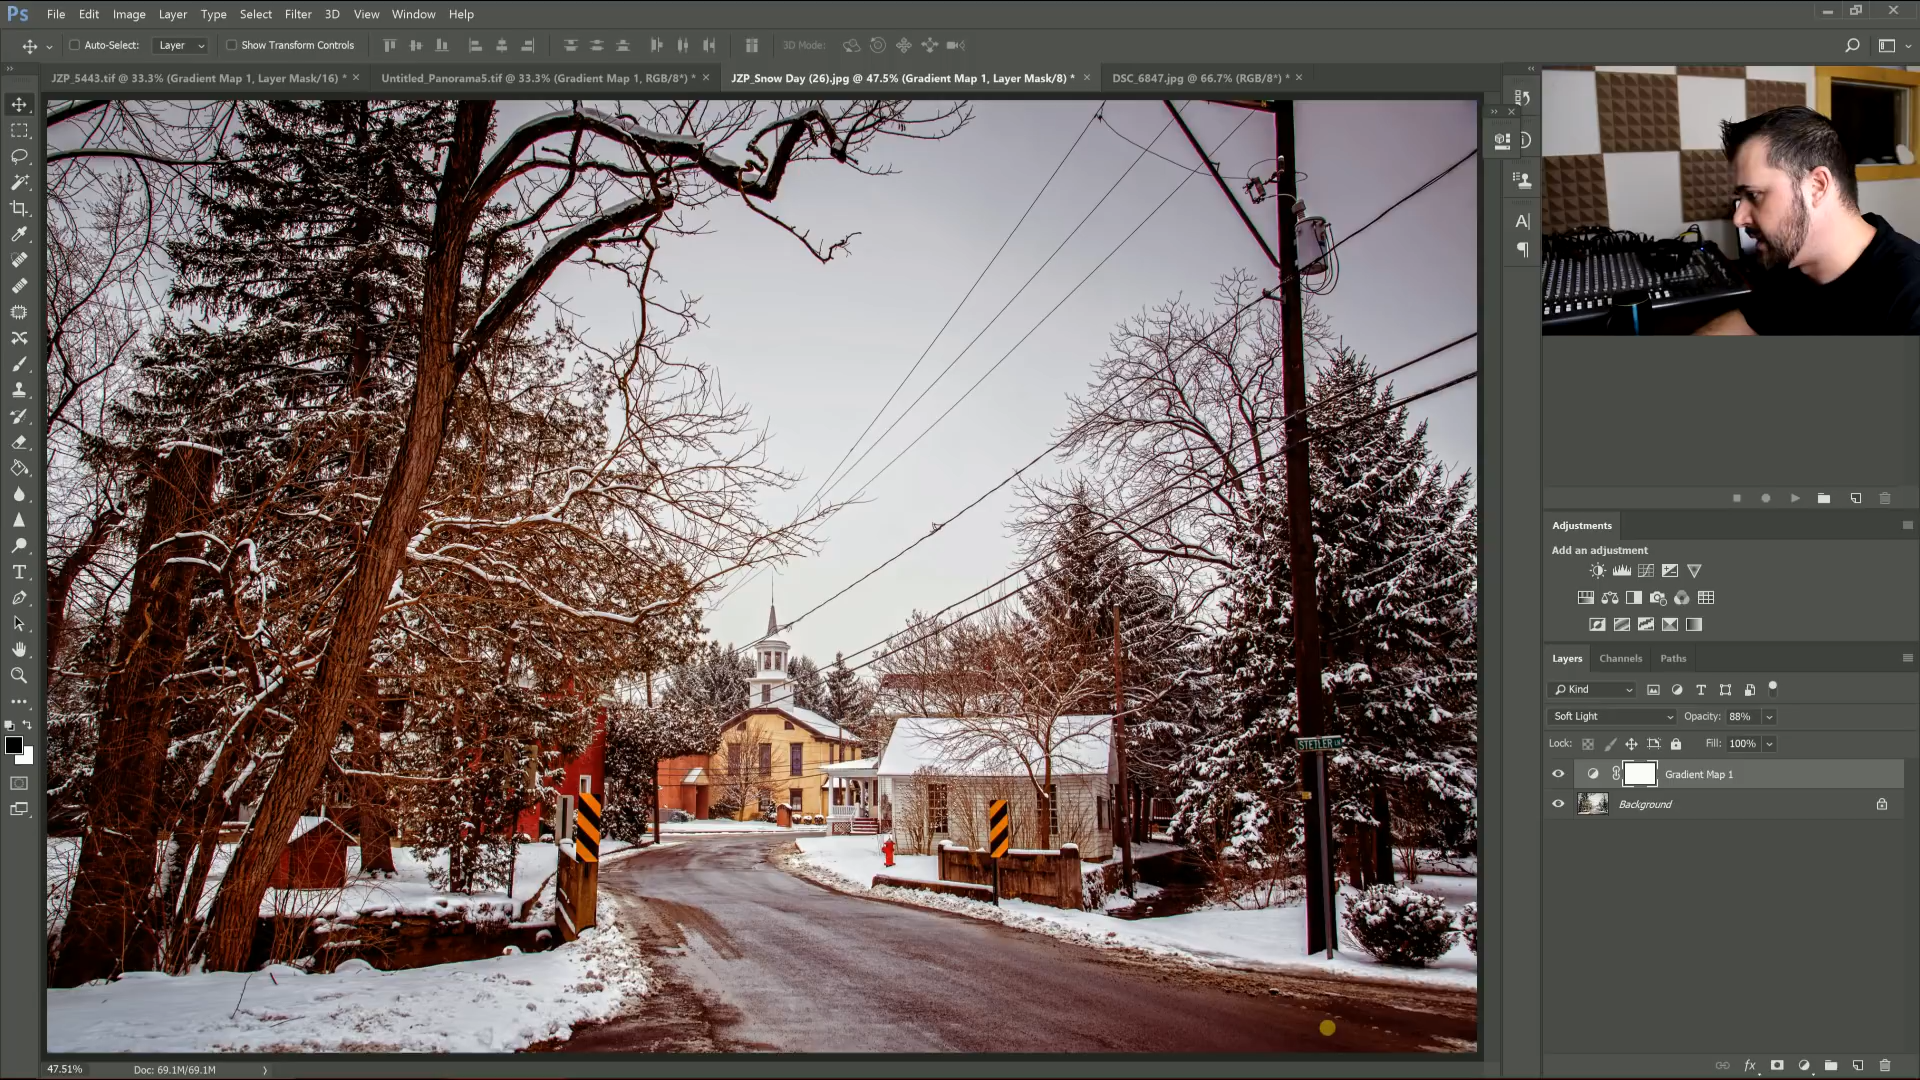 Ps File Edit Image Layer Type Select Filter 3D View Window Help
Auto-Select: Layer Show Transform Controls 3D Mode:
JZP_5443.tif @ 33.3% (Gradient Map 1, Layer Mask/16) * × Untitled_Panorama5.tif @ 33.3% (Gradient Map 1, RGB/8*) * × JZP_Snow Day (26).jpg @ 47.5% (Gradient Map 1, Layer Mask/8) * × DSC_6847.jpg @ 66.7% (RGB/8*) * ×
Adjustments
Add an adjustment
Layers Channels Paths
Kind
Soft Light Opacity: 88%
Lock: Fill: 100%
Gradient Map 1
Background
STETLER LN
fx
47.51% Doc: 69.1M/69.1M